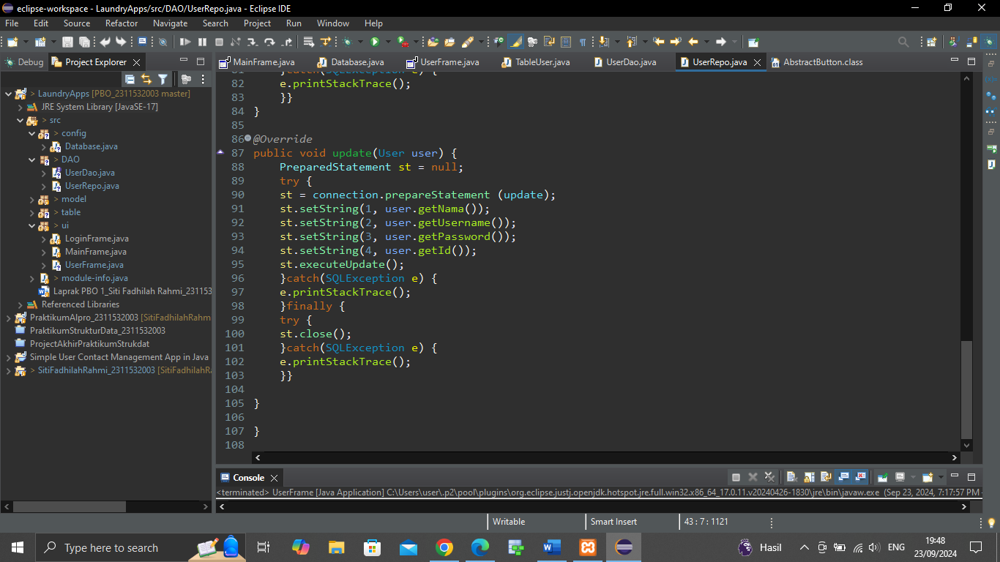 eclipse-workspace - LaundryApps/src/DAO/UserRepo.java - Eclipse IDE
File Edit Source Refactor Navigate Search Project Run Window Help
Debug Project Explorer
MainFrame.java Database.java UserFrame.java TableUser.java UserDao.java UserRepo.java AbstractButton.class
> LaundryApps [PBO_2311532003 master]
JRE System Library [JavaSE-17]
> src
> config
Database.java
> DAO
UserDao.java
UserRepo.java
> model
> table
> ui
LoginFrame.java
MainFrame.java
UserFrame.java
> module-info.java
Laprak PBO 1_Siti Fadhilah Rahmi_231153
Referenced Libraries
PraktikumAlpro_2311532003 [SitiFadhilahRahm
PraktikumStrukturData_2311532003
ProjectAkhirPraktikumStrukdat
Simple User Contact Management App in Java
> SitiFadhilahRahmi_2311532003 [SitiFadhilahRa
81 }catch(SQLException e) {
82 e.printStackTrace();
83 }}
84 }
85
86 @Override
87 public void update(User user) {
88 PreparedStatement st = null;
89 try {
90 st = connection.prepareStatement (update);
91 st.setString(1, user.getNama());
92 st.setString(2, user.getUsername());
93 st.setString(3, user.getPassword());
94 st.setString(4, user.getId());
95 st.executeUpdate();
96 }catch(SQLException e) {
97 e.printStackTrace();
98 }finally {
99 try {
100 st.close();
101 }catch(SQLException e) {
102 e.printStackTrace();
103 }}
104
105 }
106
107 }
108
Console
<terminated> UserFrame [Java Application] C:\Users\user\.p2\pool\plugins\org.eclipse.justj.openjdk.hotspot.jre.full.win32.x86_64_17.0.11.v20240426-1830\jre\bin\javaw.exe (Sep 23, 2024, 7:17:57 PM -
Writable Smart Insert 43 : 7 : 1121
Type here to search
Hasil
ENG
19:48
23/09/2024